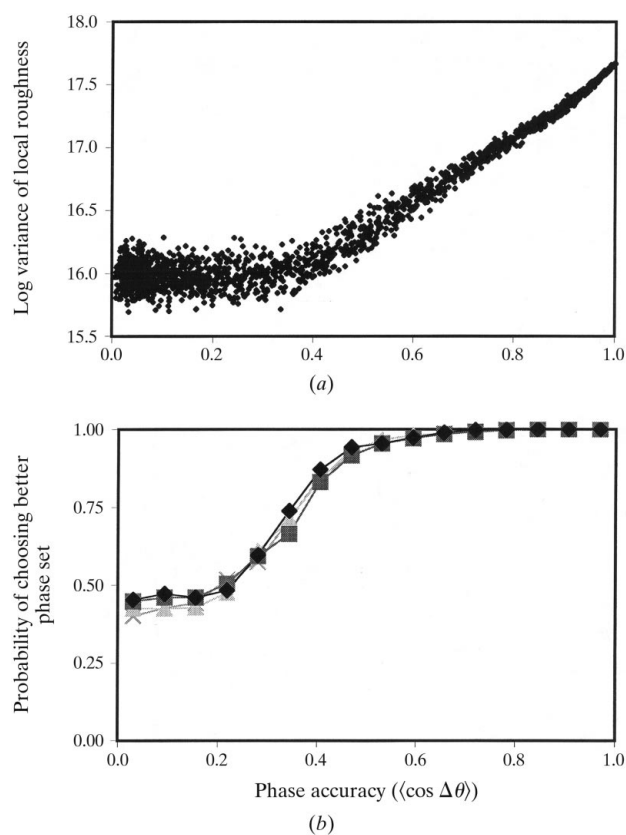 18.0
17.5
17.0
16.5
16.0
15.5
Log variance of local roughness
0.0 0.2 0.4 0.6 0.8 1.0
(a)
1.00
0.75
0.50
0.25
0.00
Probability of choosing better
phase set
0.0 0.2 0.4 0.6 0.8 1.0
Phase accuracy (⟨cos Δθ⟩)
(b)